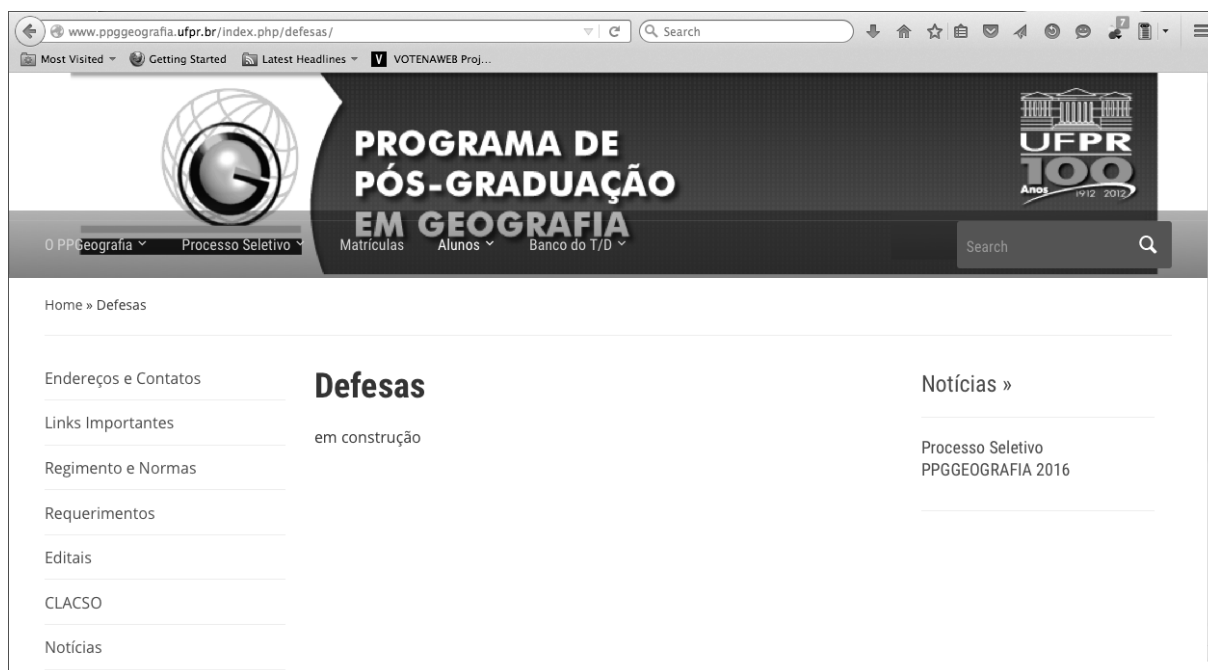 www.ppggeografia.ufpr.br/index.php/defesas/
Search
7
Most Visited
Getting Started
Latest Headlines
V VOTENAWEB Proj...
PROGRAMA DE
PÓS-GRADUAÇÃO
EM GEOGRAFIA
G
UFPR
100
Anos 1912 2012
O PPGeografia
Processo Seletivo
Matrículas
Alunos
Banco do T/D
Search
Home » Defesas
Endereços e Contatos
Links Importantes
Regimento e Normas
Requerimentos
Editais
CLACSO
Notícias
Defesas
em construção
Notícias »
Processo Seletivo
PPGGEOGRAFIA 2016